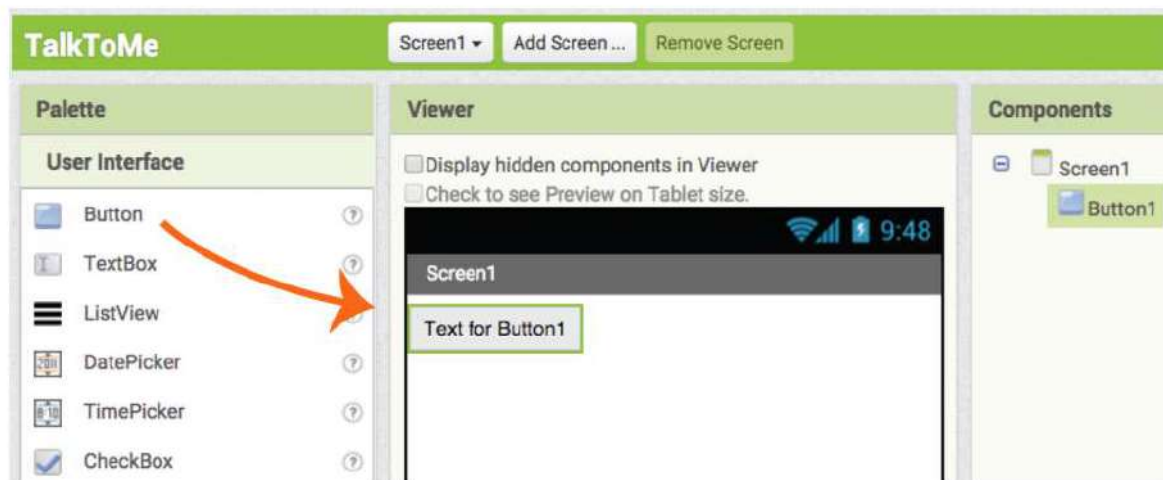 TalkToMe
Screen1
Add Screen ...
Remove Screen
Palette
Viewer
Components
User Interface
Display hidden components in Viewer
Check to see Preview on Tablet size.
Screen1
Button1
Button
?
TextBox
?
ListView
DatePicker
?
TimePicker
?
CheckBox
?
9:48
Screen1
Text for Button1